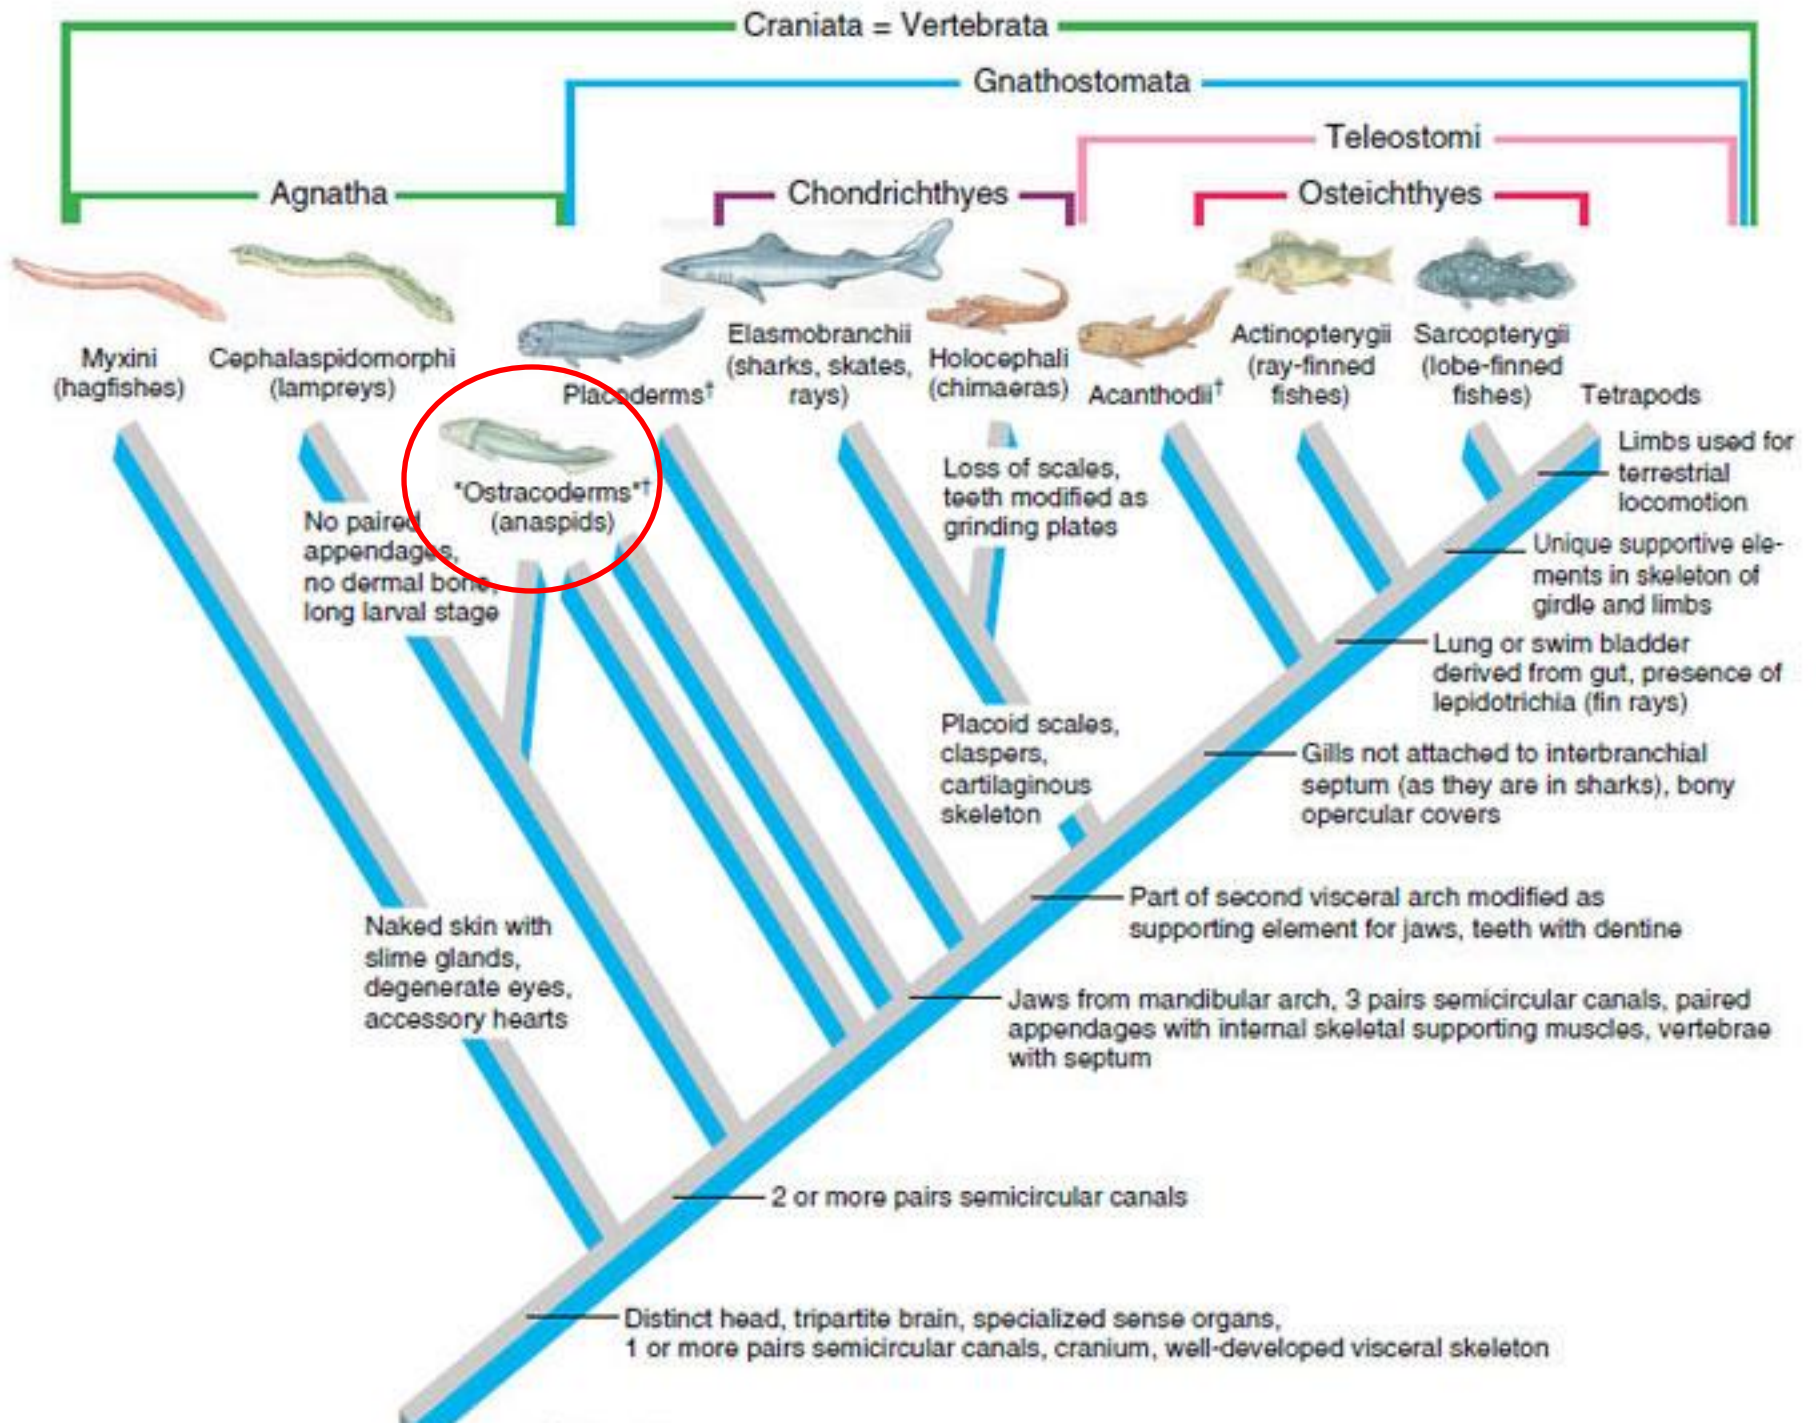 Craniata = Vertebrata
Gnathostomata
Teleostomi
Agnatha
Chondrichthyes
Osteichthyes
Myxini
(hagfishes)
Cephalaspidomorphi
(lampreys)
"Ostracoderms"†
(anaspids)
Placoderms†
Elasmobranchii
(sharks, skates,
rays)
Holocephali
(chimaeras)
Acanthodii†
Actinopterygii
(ray-finned
fishes)
Sarcopterygii
(lobe-finned
fishes)
Tetrapods
Limbs used for
terrestrial
locomotion
Loss of scales,
teeth modified as
grinding plates
No paired
appendages,
no dermal bone,
long larval stage
Unique supportive ele-
ments in skeleton of
girdle and limbs
Lung or swim bladder
derived from gut, presence of
lepidotrichia (fin rays)
Placoid scales,
claspers,
cartilaginous
skeleton
Gills not attached to interbranchial
septum (as they are in sharks), bony
opercular covers
Part of second visceral arch modified as
supporting element for jaws, teeth with dentine
Naked skin with
slime glands,
degenerate eyes,
accessory hearts
Jaws from mandibular arch, 3 pairs semicircular canals, paired
appendages with internal skeletal supporting muscles, vertebrae
with septum
2 or more pairs semicircular canals
Distinct head, tripartite brain, specialized sense organs,
1 or more pairs semicircular canals, cranium, well-developed visceral skeleton